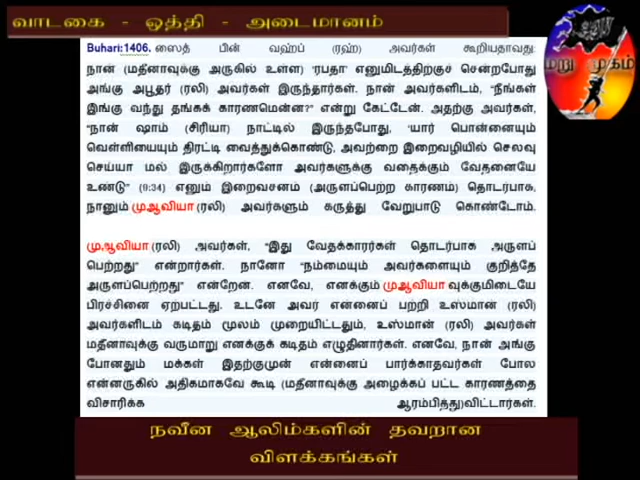 வாடகை - ஒத்தி - அடைமானம்
மறு முகம்
Buhari:1406. ஸைத் பின் வஹ்ப் (ரஹ்) அவர்கள் கூறியதாவது:
நான் (மதீனாவுக்கு அருகில் உள்ள) 'ரபதா' எனுமிடத்திற்குச் சென்றபோது
அங்கு அபூதர் (ரலி) அவர்கள் இருந்தார்கள். நான் அவர்களிடம், "நீங்கள்
இங்கு வந்து தங்கக் காரணமென்ன?" என்று கேட்டேன். அதற்கு அவர்கள்,
"நான் ஷாம் (சிரியா) நாட்டில் இருந்தபோது, "யார் பொன்னையும்
வெள்ளியையும் திரட்டி வைத்துக்கொண்டு, அவற்றை இறைவழியில் செலவு
செய்யா மல் இருக்கிறார்களோ அவர்களுக்கு வதைக்கும் வேதனையே
உண்டு" (9:34) எனும் இறைவசனம் (அருளப்பெற்ற காரணம்) தொடர்பாக,
நானும் முஆவியா (ரலி) அவர்களும் கருத்து வேறுபாடு கொண்டோம்.
முஆவியா (ரலி) அவர்கள், "இது வேதக்காரர்கள் தொடர்பாக அருளப்
பெற்றது" என்றார்கள். நானோ "நம்மையும் அவர்களையும் குறித்தே
அருளப்பெற்றது" என்றேன். எனவே, எனக்கும் முஆவியா வுக்குமிடையே
பிரச்சினை ஏற்பட்டது. உடனே அவர் என்னைப் பற்றி உஸ்மான் (ரலி)
அவர்களிடம் கடிதம் மூலம் முறையிட்டதும், உஸ்மான் (ரலி) அவர்கள்
மதீனாவுக்கு வருமாறு எனக்குக் கடிதம் எழுதினார்கள். எனவே, நான் அங்கு
போனதும் மக்கள் இதற்குமுன் என்னைப் பார்க்காதவர்கள் போல
என்னருகில் அதிகமாகவே கூடி (மதீனாவுக்கு அழைக்கப் பட்ட காரணத்தை
விசாரிக்க ஆரம்பித்து)விட்டார்கள்.
நவீன ஆலிம்களின் தவறான
விளக்கங்கள்